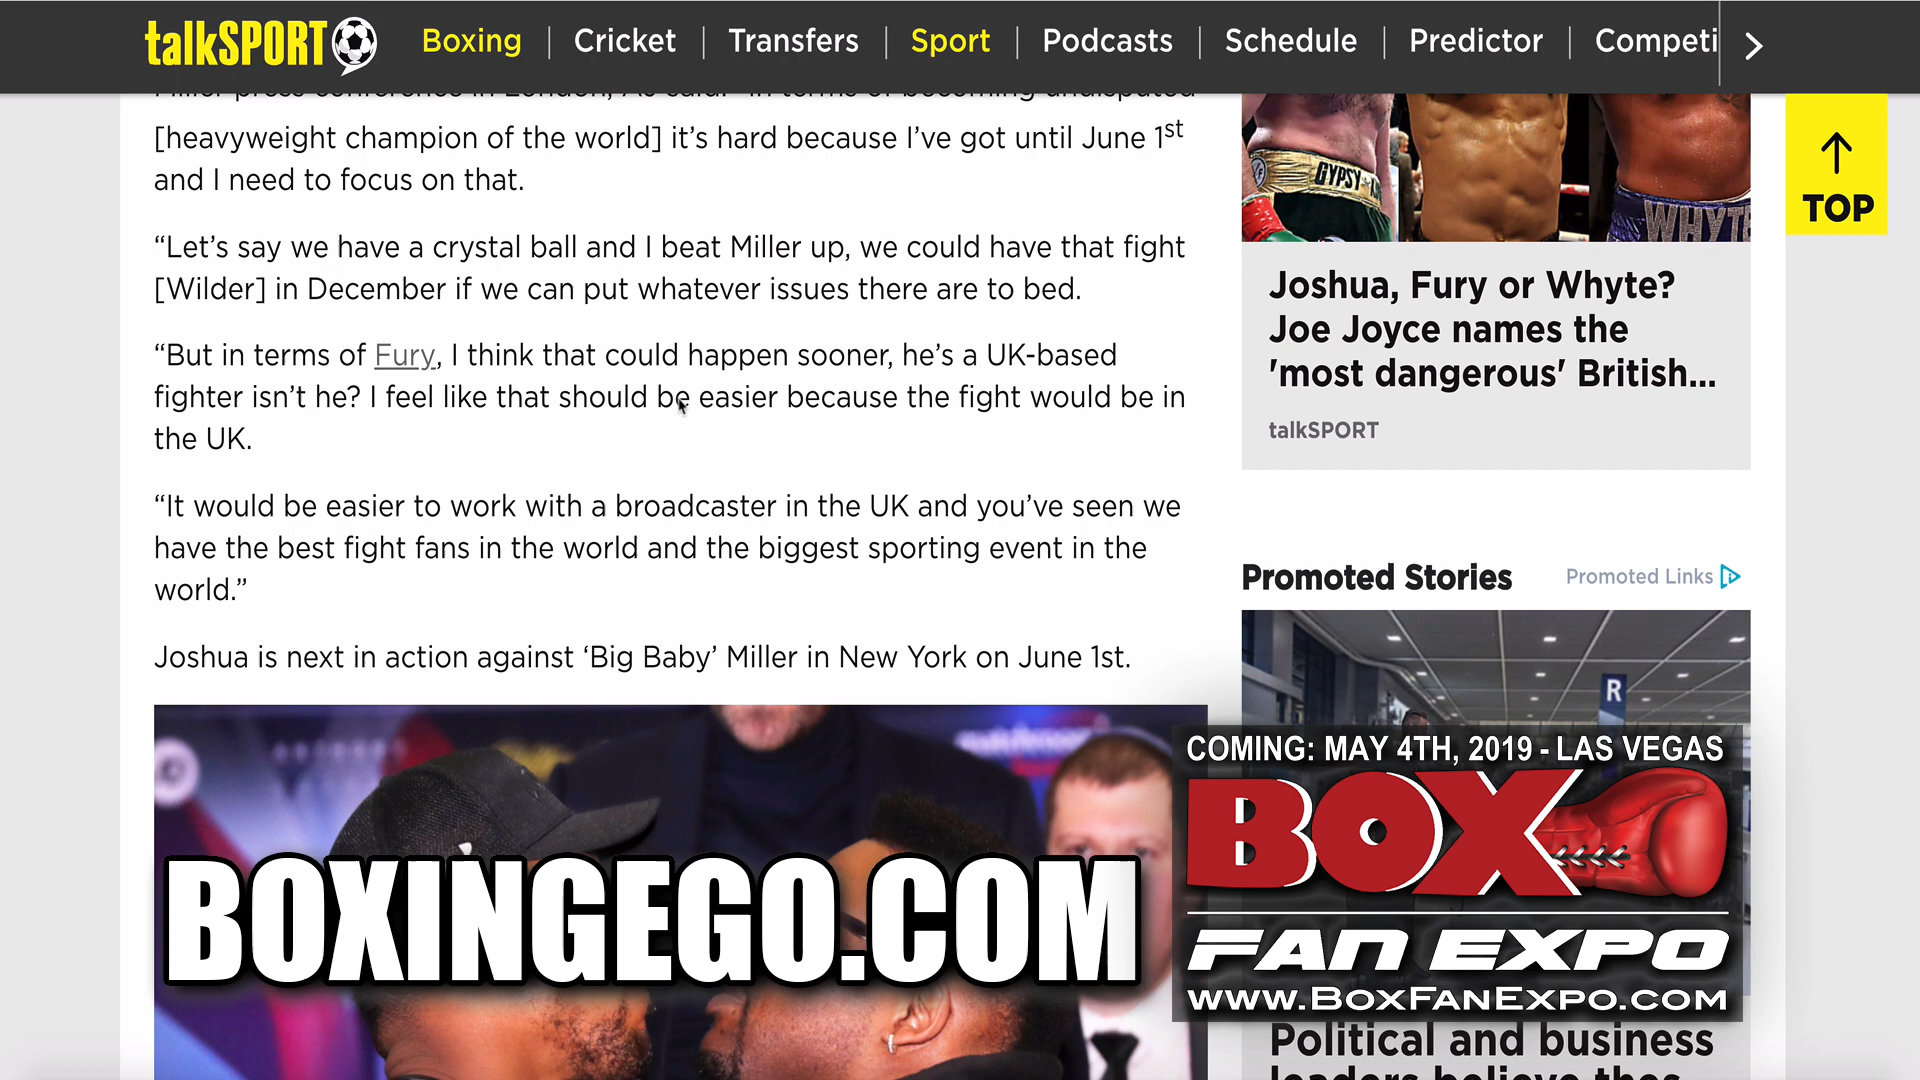 talkSPORT
Boxing | Cricket | Transfers | Sport | Podcasts | Schedule | Predictor | Competi
Miller press conference in London, AJ said: “In terms of becoming undisputed
[heavyweight champion of the world] it’s hard because I’ve got until June 1st
and I need to focus on that.
“Let’s say we have a crystal ball and I beat Miller up, we could have that fight
[Wilder] in December if we can put whatever issues there are to bed.
“But in terms of Fury, I think that could happen sooner, he’s a UK-based
fighter isn’t he? I feel like that should be easier because the fight would be in
the UK.
“It would be easier to work with a broadcaster in the UK and you’ve seen we
have the best fight fans in the world and the biggest sporting event in the
world.”
Joshua is next in action against ‘Big Baby’ Miller in New York on June 1st.
BOXINGEGO.COM
GYPSY
WHYTE
TOP
Joshua, Fury or Whyte?
Joe Joyce names the
'most dangerous' British...
talkSPORT
Promoted Stories
Promoted Links
R
COMING: MAY 4TH, 2019 - LAS VEGAS
BOX
FAN EXPO
WWW.BOXFANEXPO.COM
Political and business
leaders believe thes